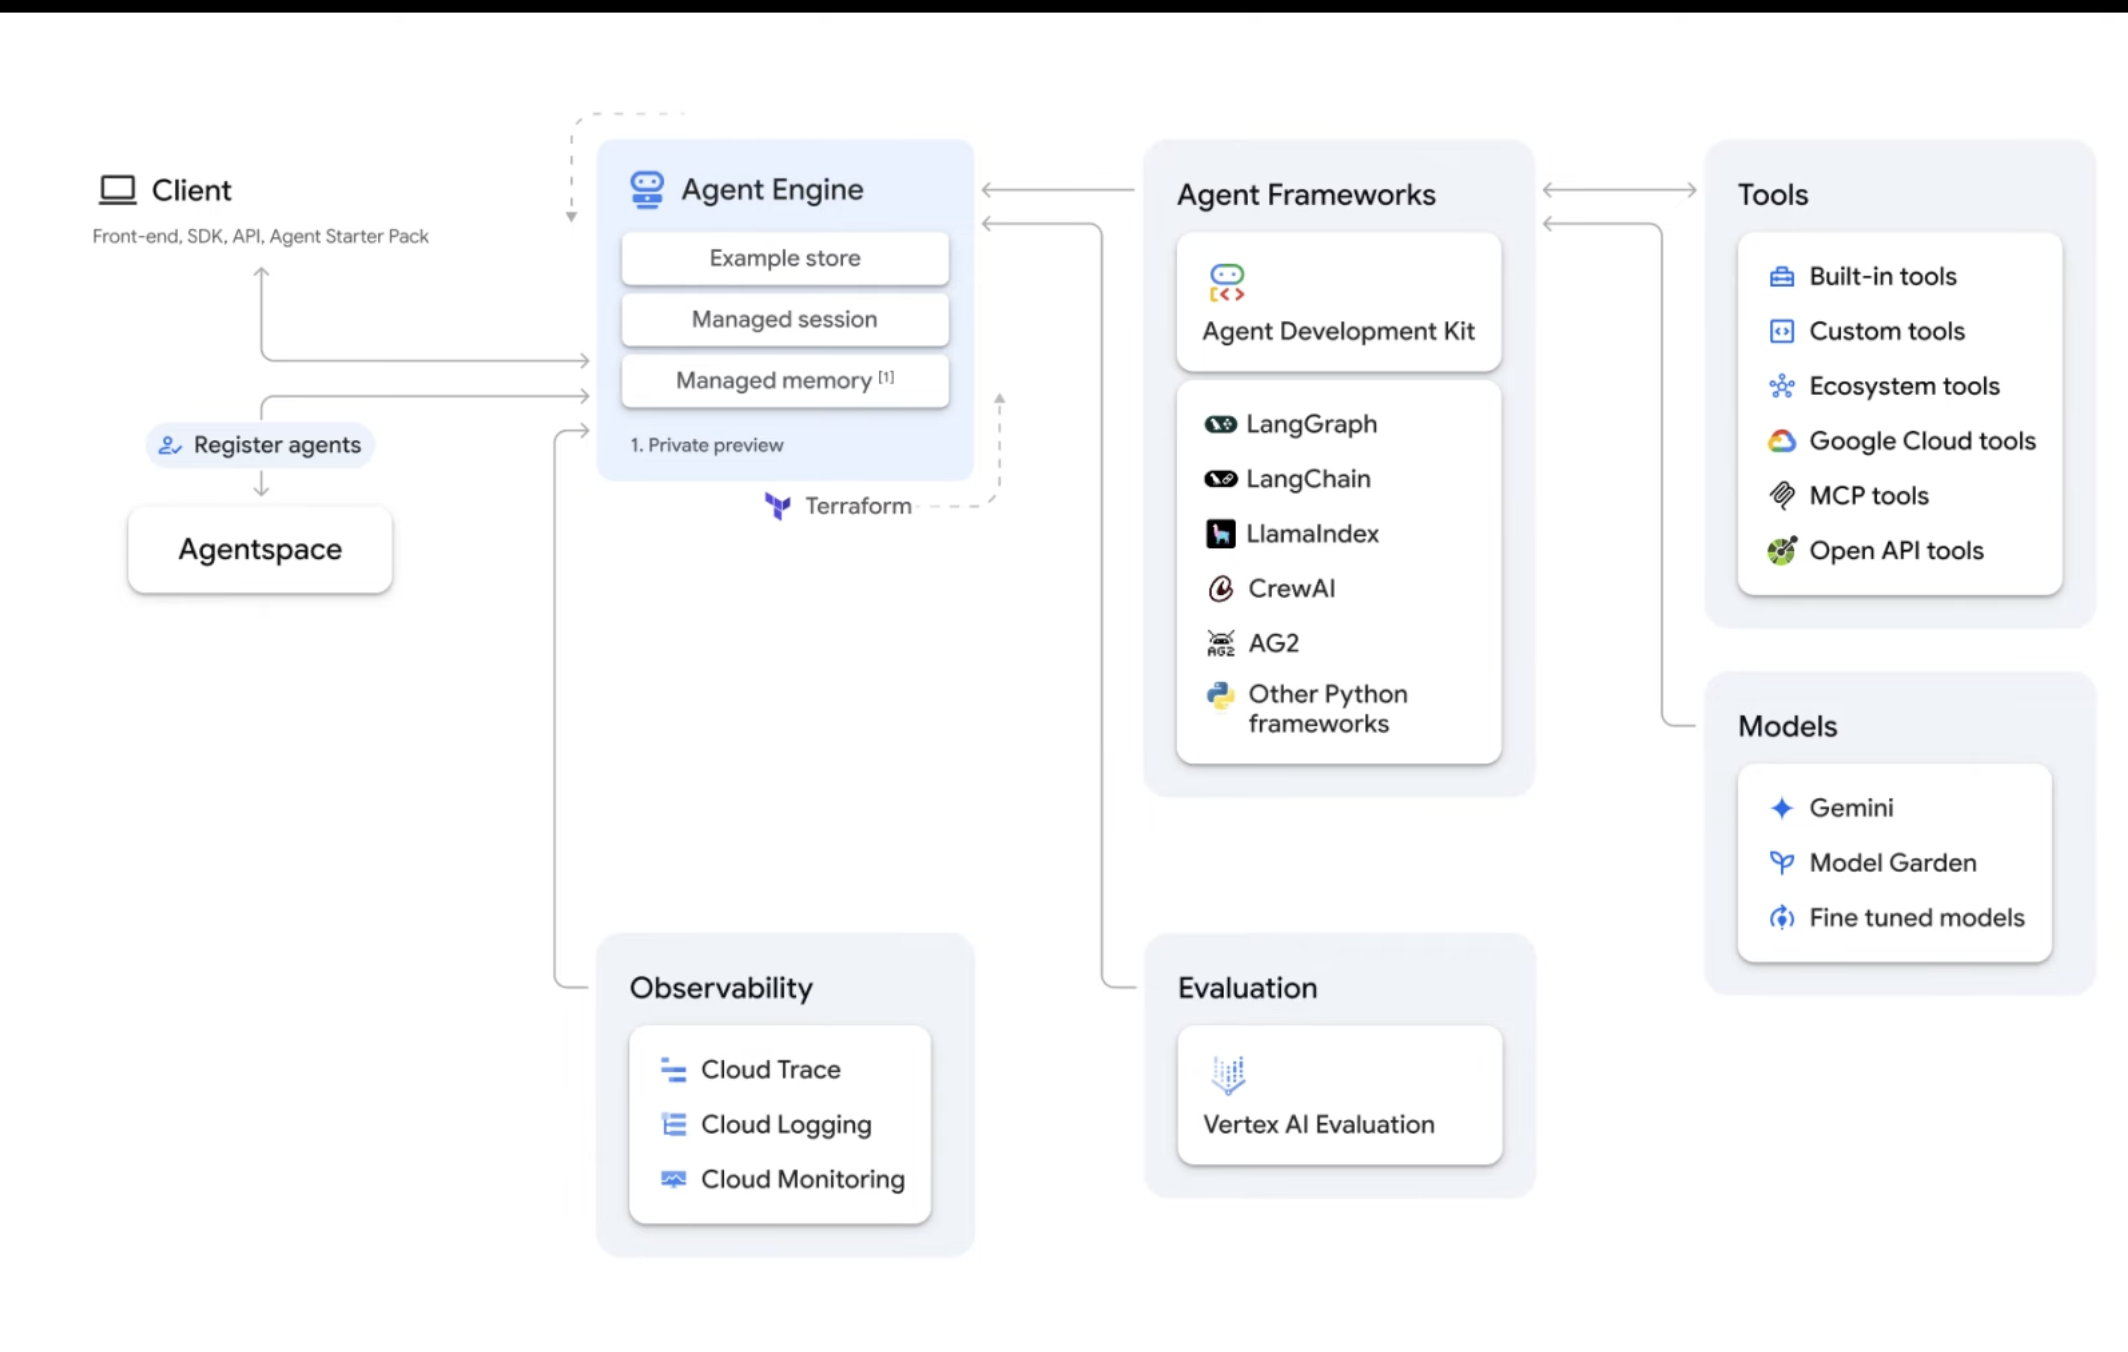 Client
Front-end, SDK, API, Agent Starter Pack
Register agents
Agentspace
Agent Engine
Example store
Managed session
Managed memory [1]
1. Private preview
Terraform
Agent Frameworks
Agent Development Kit
LangGraph
LangChain
LlamaIndex
CrewAI
AG2
AG2
Other Python
frameworks
Tools
Built-in tools
Custom tools
Ecosystem tools
Google Cloud tools
MCP tools
Open API tools
Models
Gemini
Model Garden
Fine tuned models
Observability
Cloud Trace
Cloud Logging
Cloud Monitoring
Evaluation
Vertex AI Evaluation